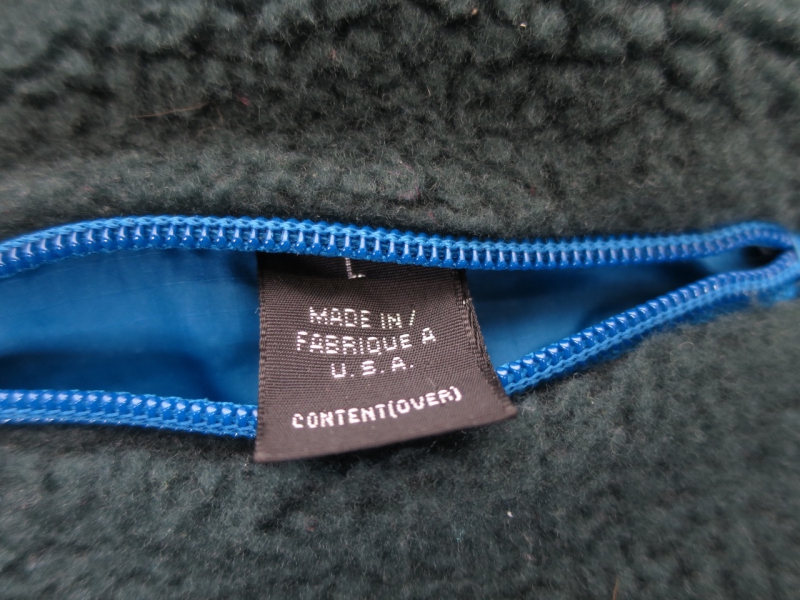 L
MADE IN /
FABRIQUE A
U.S.A.
CONTENT(OVER)